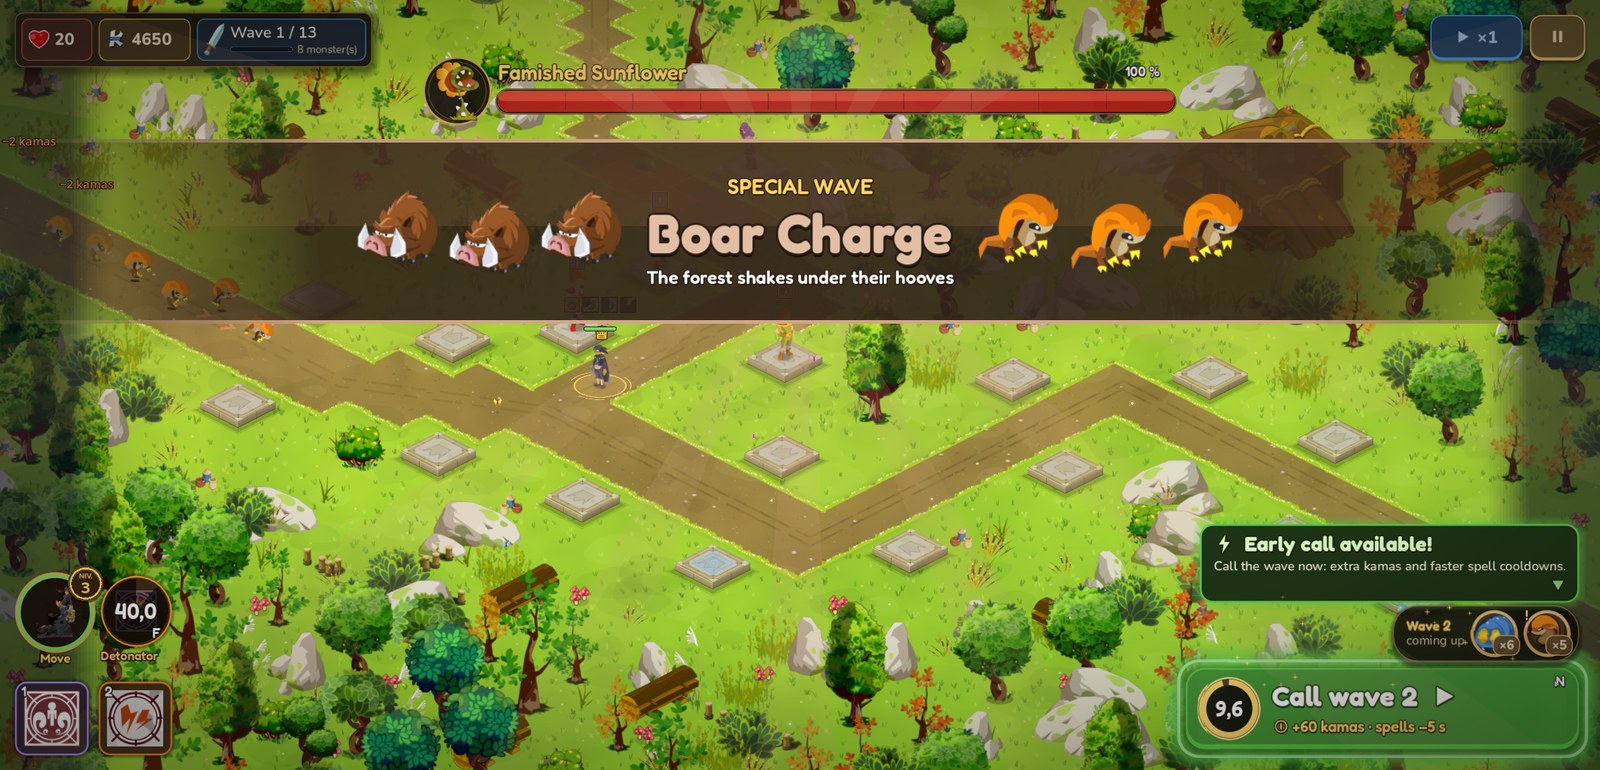 20
4650
Wave 1 / 13
8 monster(s)
×1
Famished Sunflower
100 %
−2 kamas
−2 kamas
SPECIAL WAVE
Boar Charge
The forest shakes under their hooves
Early call available!
Call the wave now: extra kamas and faster spell cooldowns.
Wave 2
coming up
×6
!
×5
NIV.
3
40,0
F
Move
Detonator
1
2
9,6
Call wave 2
N
+60 kamas · spells −5 s